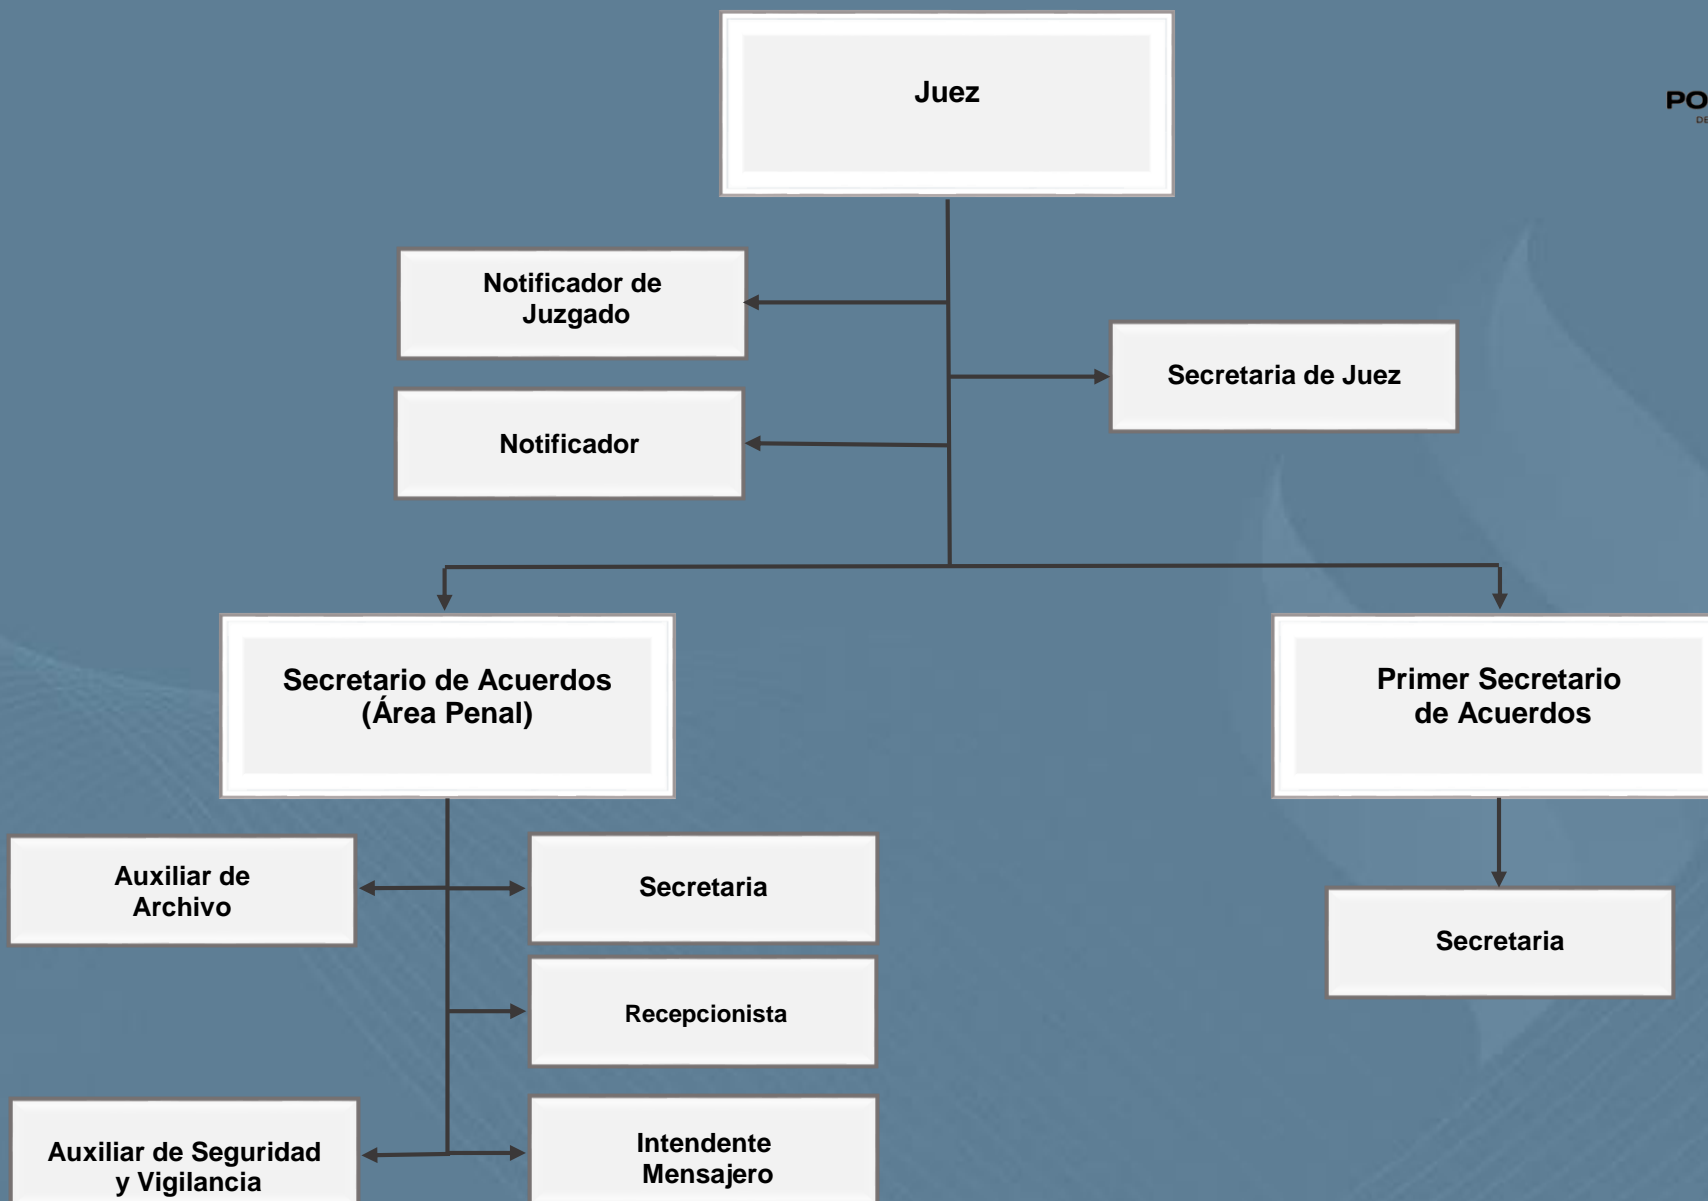 Juez
PO
DE
Notificador de
Juzgado
Secretaria de Juez
Notificador
Secretario de Acuerdos
(Área Penal)
Primer Secretario
de Acuerdos
Auxiliar de
Archivo
Secretaria
Secretaria
Recepcionista
Auxiliar de Seguridad
y Vigilancia
Intendente
Mensajero